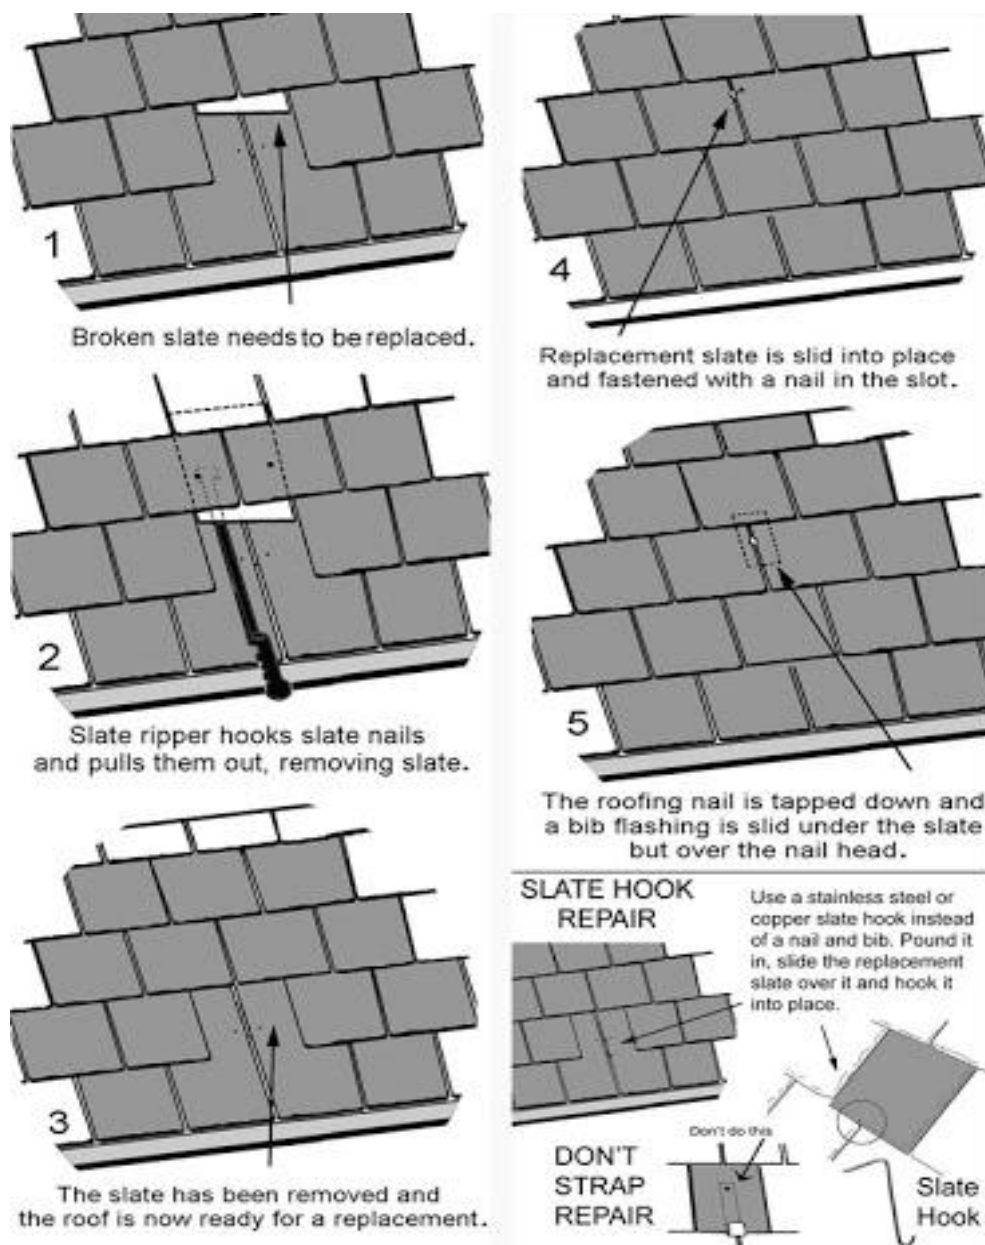 1
Broken slate needs to be replaced.
2
Slate ripper hooks slate nails
and pulls them out, removing slate.
3
The slate has been removed and
the roof is now ready for a replacement.
4
Replacement slate is slid into place
and fastened with a nail in the slot.
5
The roofing nail is tapped down and
a bib flashing is slid under the slate
but over the nail head.
SLATE HOOK
REPAIR
Use a stainless steel or
copper slate hook instead
of a nail and bib. Pound it
in, slide the replacement
slate over it and hook it
into place.
Don't do this
DON'T
STRAP
REPAIR
Slate
Hook